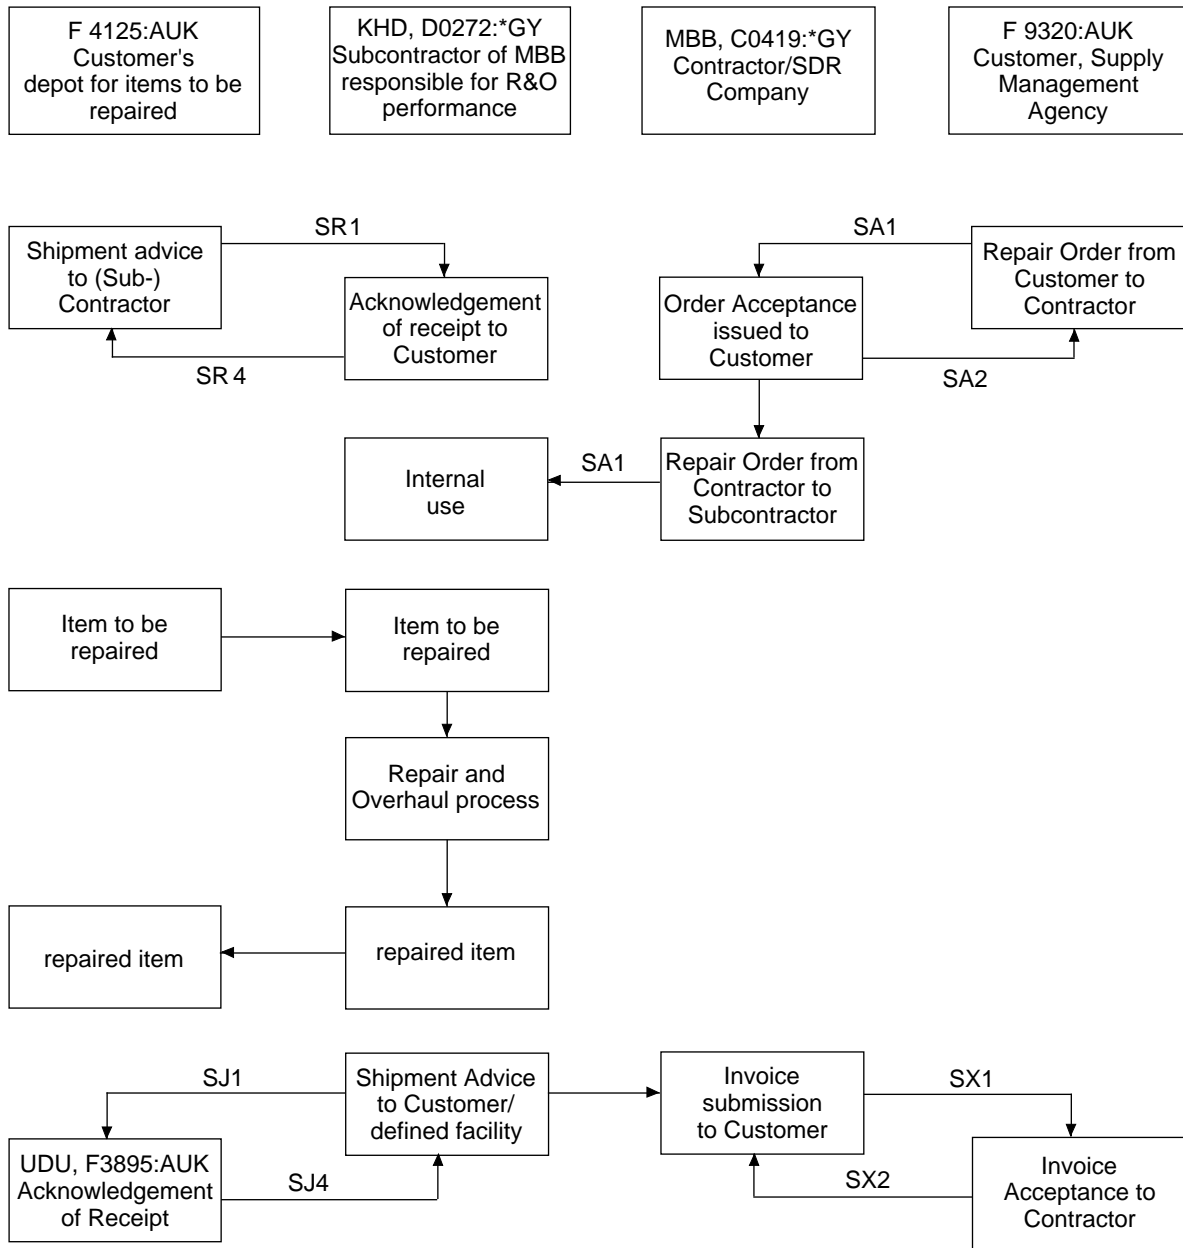 F 4125:AUK
Customer's
depot for items to be
repaired
KHD, D0272:*GY
Subcontractor of MBB
responsible for R&O
performance
MBB, C0419:*GY
Contractor/SDR
Company
F 9320:AUK
Customer, Supply
Management
Agency
SR1
Shipment advice
to (Sub-)
Contractor
Acknowledgement
of receipt to
Customer
SR 4
SA1
Repair Order from
Customer to
Contractor
Order Acceptance
issued to
Customer
SA2
Internal
use
SA1
Repair Order from
Contractor to
Subcontractor
Item to be
repaired
Item to be
repaired
Repair and
Overhaul process
repaired item
repaired item
SJ1
Shipment Advice
to Customer/
defined facility
Invoice
submission
to Customer
SX1
UDU, F3895:AUK
Acknowledgement
of Receipt
SJ4
SX2
Invoice
Acceptance to
Contractor